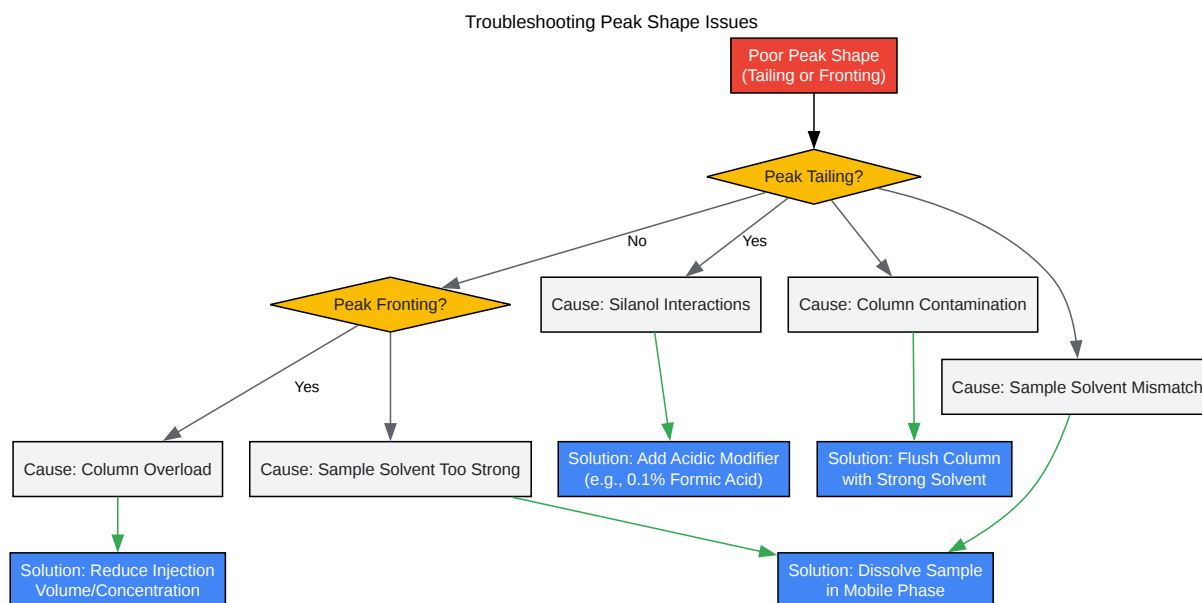 Troubleshooting Peak Shape Issues
Poor Peak Shape
(Tailing or Fronting)
Peak Tailing?
No
Yes
Peak Fronting?
Cause: Silanol Interactions
Cause: Column Contamination
Cause: Sample Solvent Mismatch
Yes
Cause: Column Overload
Cause: Sample Solvent Too Strong
Solution: Add Acidic Modifier
(e.g., 0.1% Formic Acid)
Solution: Flush Column
with Strong Solvent
Solution: Reduce Injection
Volume/Concentration
Solution: Dissolve Sample
in Mobile Phase